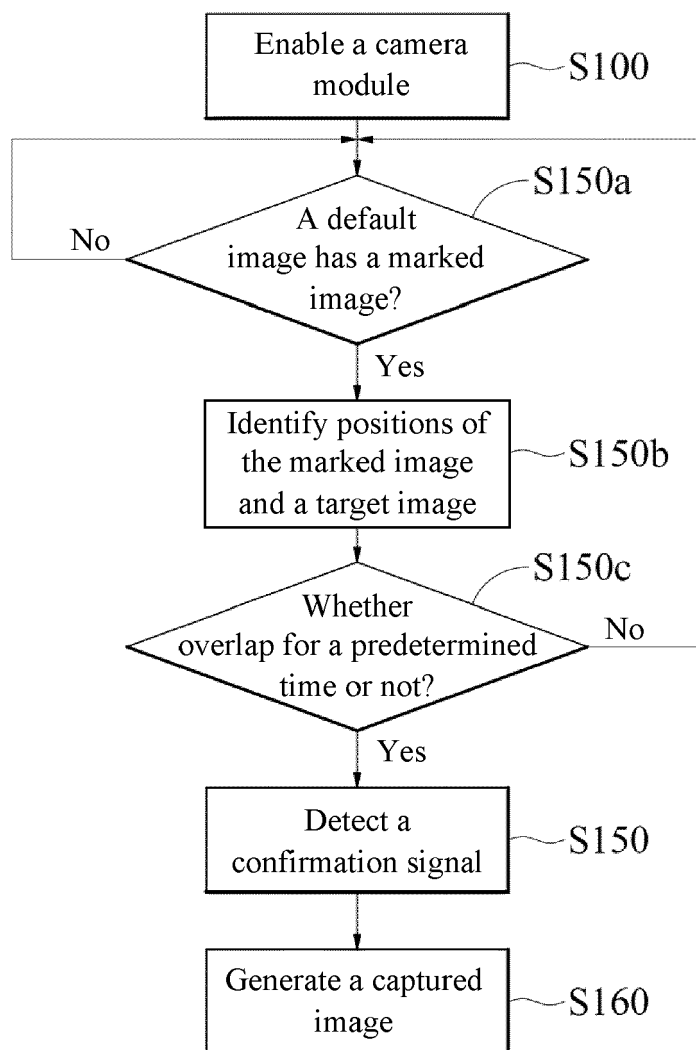 Enable a camera
module
S100
S150a
A default
image has a marked
image?
No
Yes
Identify positions of
the marked image
and a target image
S150b
S150c
Whether
overlap for a predetermined
time or not?
No
Yes
Detect a
confirmation signal
S150
Generate a captured
image
S160